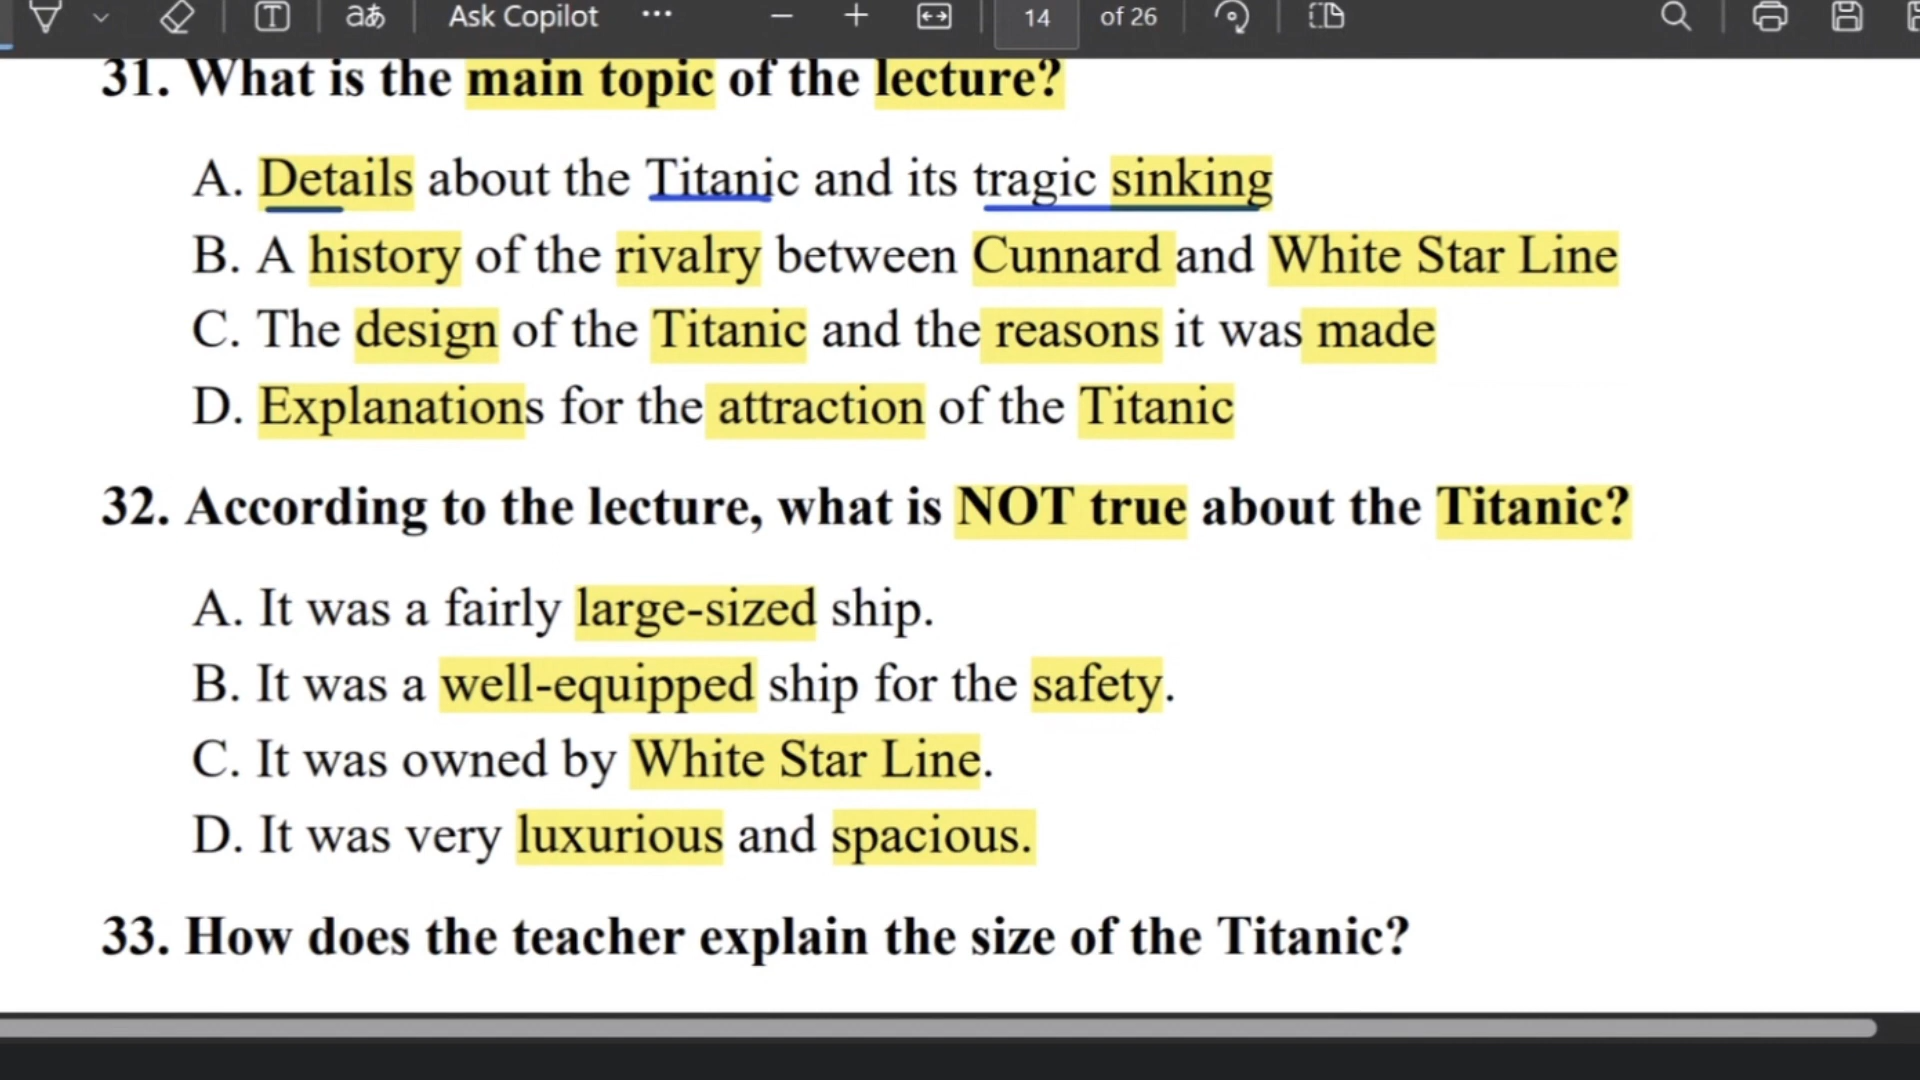 aあ Ask Copilot ... 14 of 26
31. What is the main topic of the lecture?
A. Details about the Titanic and its tragic sinking
B. A history of the rivalry between Cunnard and White Star Line
C. The design of the Titanic and the reasons it was made
D. Explanations for the attraction of the Titanic
32. According to the lecture, what is NOT true about the Titanic?
A. It was a fairly large-sized ship.
B. It was a well-equipped ship for the safety.
C. It was owned by White Star Line.
D. It was very luxurious and spacious.
33. How does the teacher explain the size of the Titanic?